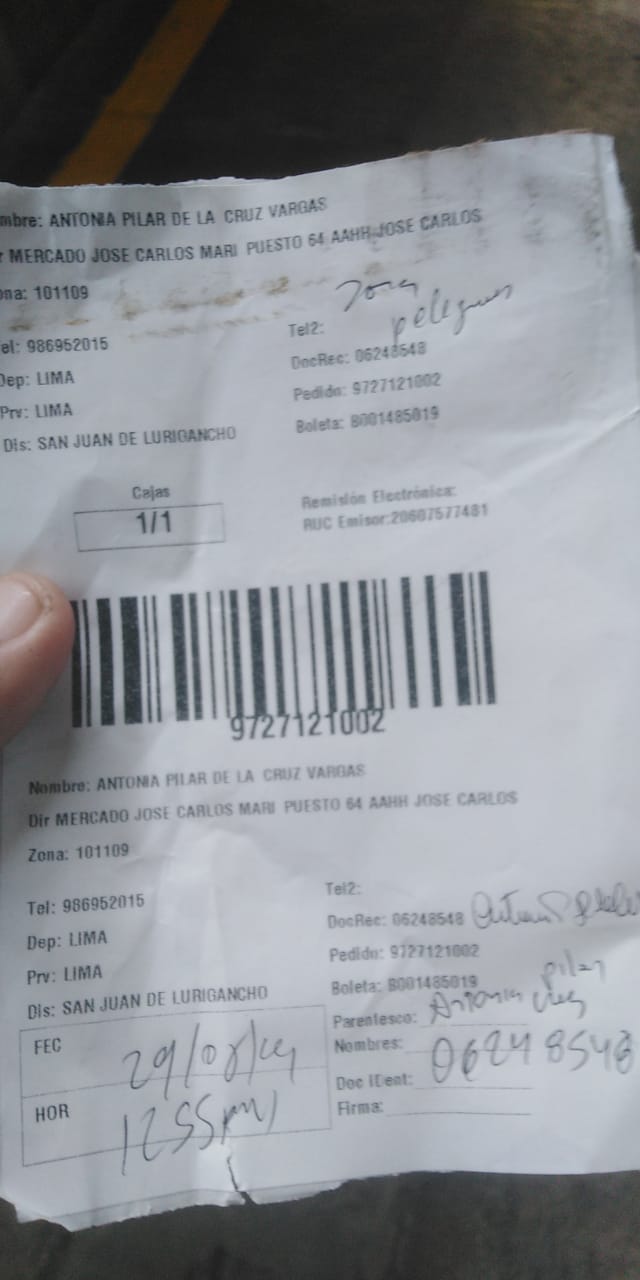 mbre: ANTONIA PILAR DE LA CRUZ VARGAS
r MERCADO JOSE CARLOS MARI PUESTO 64 AAHH JOSE CARLOS
ona: 101109
Zona
Tel2:
el: 986952015
DocRec: 06248548
Dep: LIMA
Pedido: 9727121002
Prv: LIMA
Boleta: B001485019
Dis: SAN JUAN DE LURIGANCHO
Cajas
1/1
Remisión Electrónica:
RUC Emisor:20607577481
9727121002
Nombre: ANTONIA PILAR DE LA CRUZ VARGAS
Dir MERCADO JOSE CARLOS MARI PUESTO 64 AAHH JOSE CARLOS
Zona: 101109
Tel2:
Tel: 986952015
DocRec: 06248548
Dep: LIMA
Pedido: 9727121002
Prv: LIMA
Boleta: B001485019
Dis: SAN JUAN DE LURIGANCHO
Parentesco: Antonia pilar
Nombres: 
FEC
Doc IDent: 06248548
HOR 1255pm
Firma: